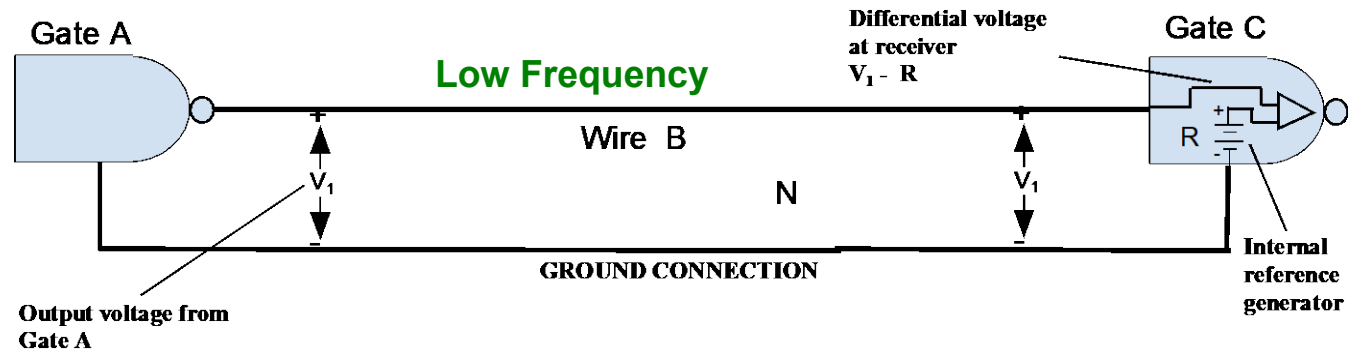 Gate A
Low Frequency
Differential voltage
at receiver
V₁ - R
Gate C
+
+
Wire B
+
R
-
V₁
N
V₁
-
-
GROUND CONNECTION
Internal
reference
generator
Output voltage from
Gate A